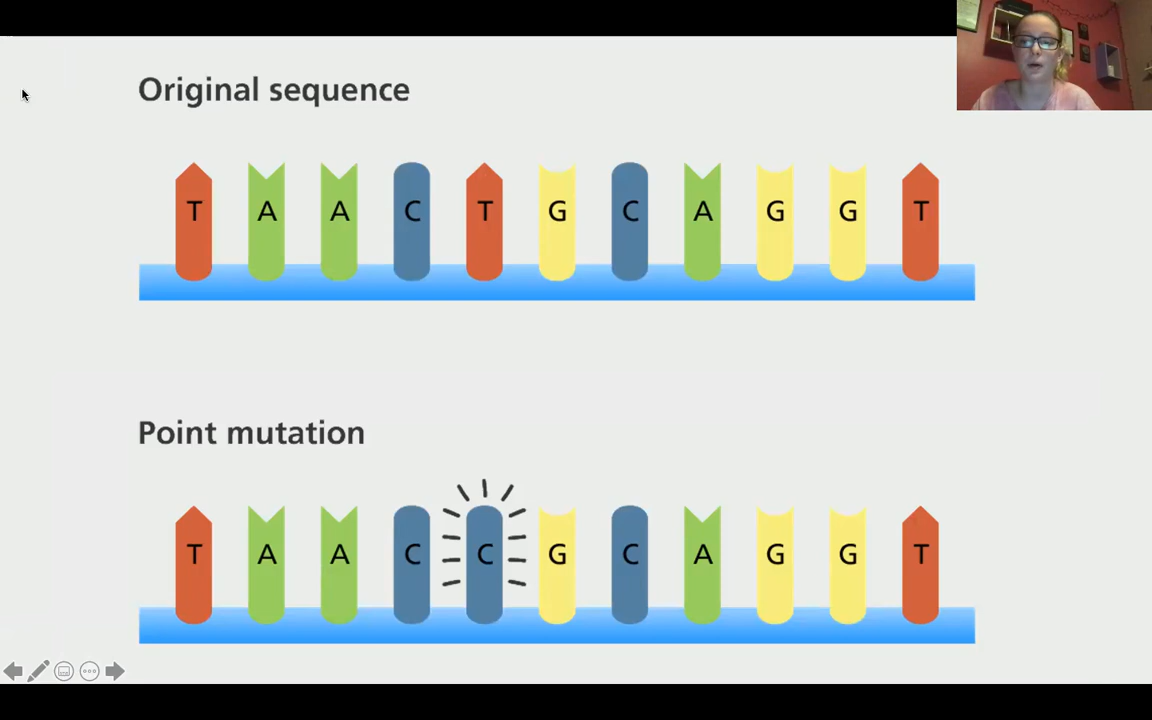 Original sequence
T A A C T G C A G G T
Point mutation
T A A C C G C A G G T